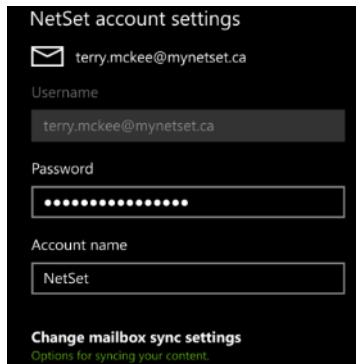 NetSet account settings
terry.mckee@mynetset.ca
Username
terry.mckee@mynetset.ca
Password
••••••••••••••••
Account name
NetSet
Change mailbox sync settings
Options for syncing your content.